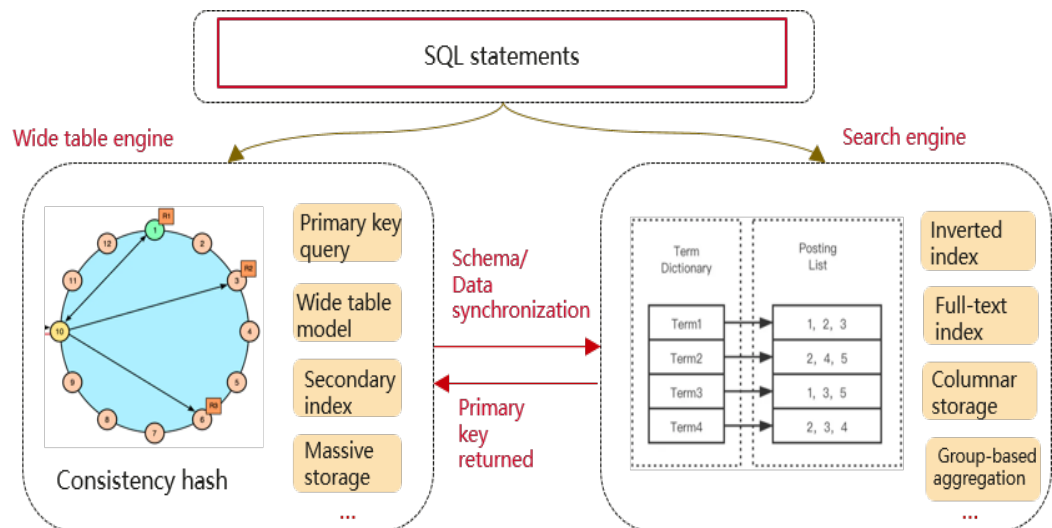 SQL statements
Wide table engine
Search engine
R1
1
12
2
R2
11
3
10
4
9
5
R3
8
6
7
Consistency hash
Primary key
query
Wide table
model
Secondary
index
Massive
storage
...
Schema/
Data
synchronization
Primary
key
returned
Term
Dictionary
Posting
List
Term1
1, 2, 3
Term2
2, 4, 5
Term3
1, 3, 5
Term4
2, 3, 4
Inverted
index
Full-text
index
Columnar
storage
Group-based
aggregation
...